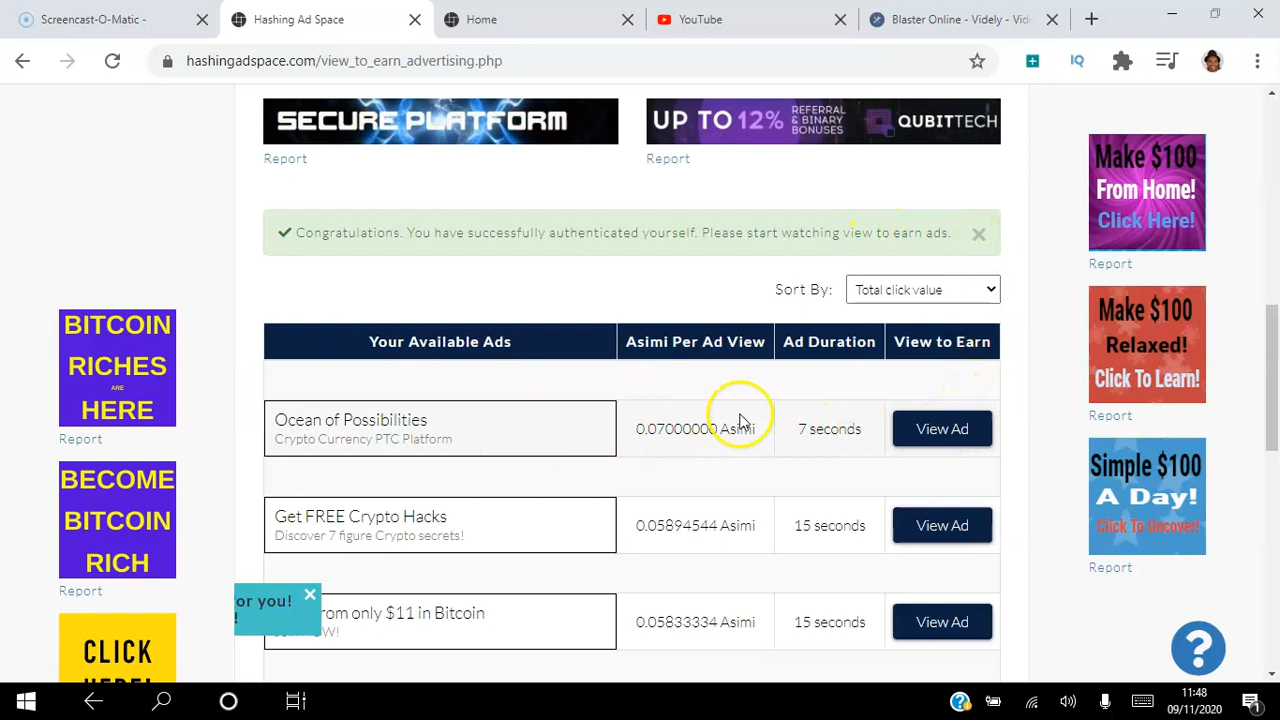 Screencast-O-Matic -
Hashing Ad Space
Home
YouTube
Blaster Online - Videly - Vide
hashingadspace.com/view_to_earn_advertising.php
IQ
SECURE PLATFORM
UP TO 12% REFERRAL & BINARY BONUSES QUBITTECH
Report
Report
Congratulations. You have successfully authenticated yourself. Please start watching view to earn ads.
Sort By: Total click value
Your Available Ads Asimi Per Ad View Ad Duration View to Earn
Ocean of Possibilities
Crypto Currency PTC Platform
0.07000000 Asimi 7 seconds View Ad
Get FREE Crypto Hacks
Discover 7 figure Crypto secrets!
0.05894544 Asimi 15 seconds View Ad
rom only $11 in Bitcoin
W!
0.05833334 Asimi 15 seconds View Ad
or you!
!
BITCOIN
RICHES
ARE
HERE
Report
BECOME
BITCOIN
RICH
Report
CLICK
HERE!
Make $100
From Home!
Click Here!
Report
Make $100
Relaxed!
Click To Learn!
Report
Simple $100
A Day!
Click To Uncover!
Report
?
11:48
09/11/2020
1